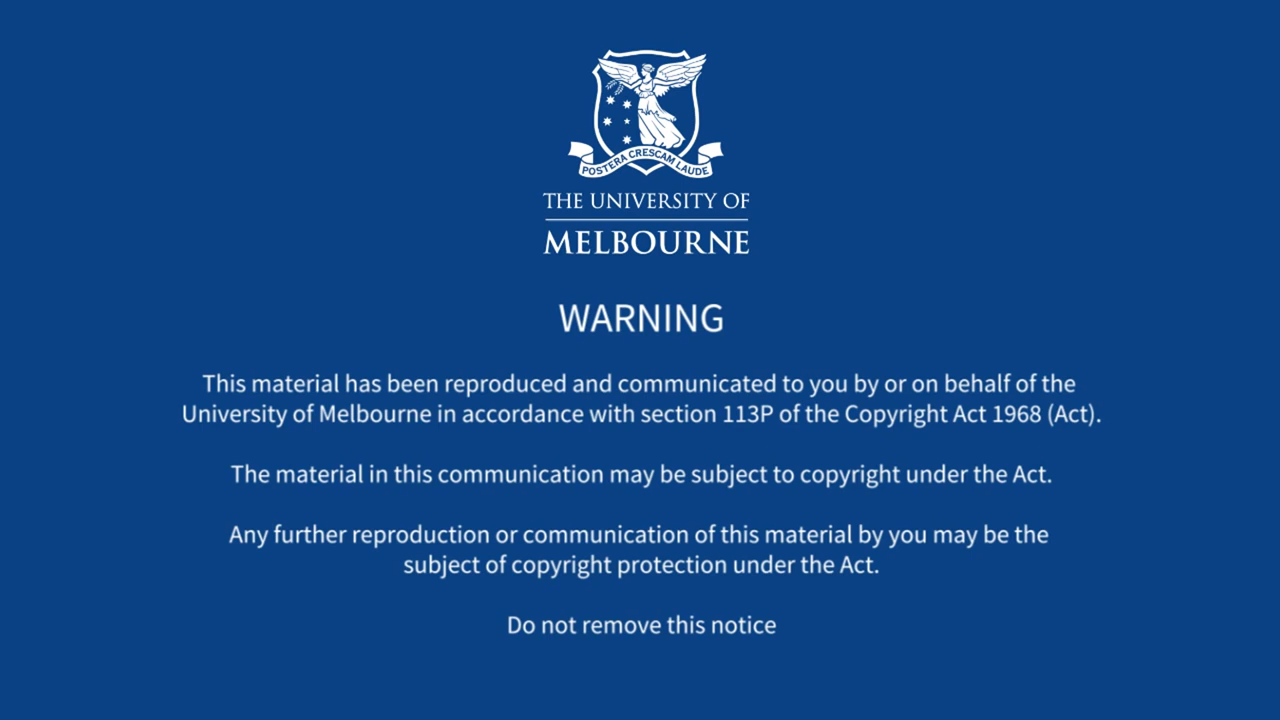 POSTERA CRESCAM LAUDE
THE UNIVERSITY OF
MELBOURNE
WARNING
This material has been reproduced and communicated to you by or on behalf of the
University of Melbourne in accordance with section 113P of the Copyright Act 1968 (Act).
The material in this communication may be subject to copyright under the Act.
Any further reproduction or communication of this material by you may be the
subject of copyright protection under the Act.
Do not remove this notice